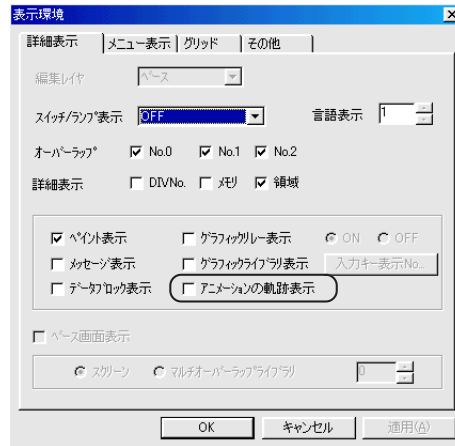 表示環境
詳細表示 メニュー表示 グリッド その他
編集レイヤ ベース
スイッチ/ランプ表示 OFF 言語表示 1
オーバーラップ No.0 No.1 No.2
詳細表示 DIVNo. メモリ 領域
ペイント表示 グラフィックリレー表示 ON OFF
メッセージ表示 グラフィックライブラリ表示 入力キー表示No...
データブロック表示 アニメーションの軌跡表示
ベース画面表示
スクリーン マルチオーバーラップライブラリ 0
OK キャンセル 適用(A)